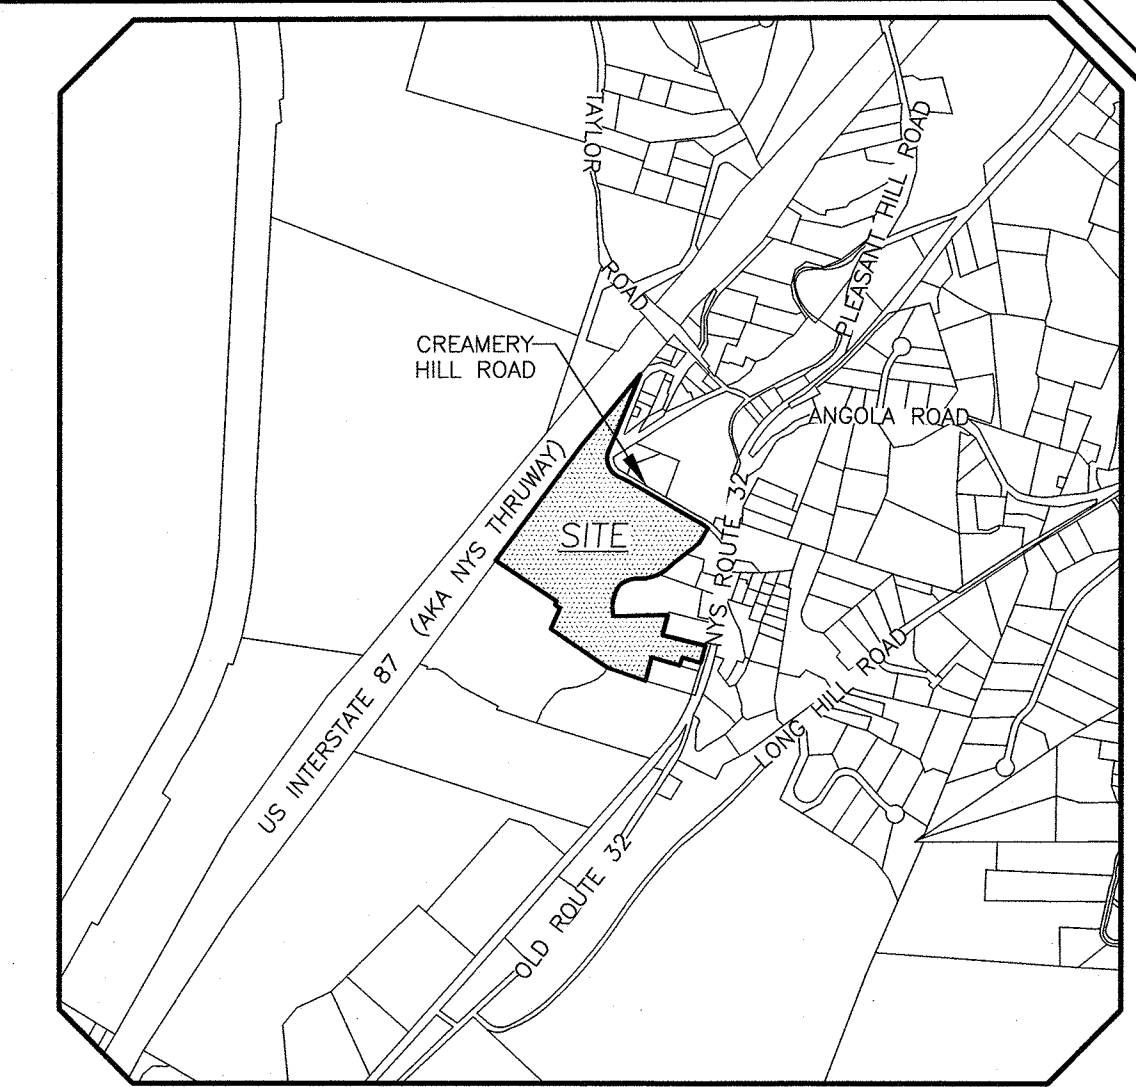 TAYLOR
ROAD
PLEASANT HILL ROAD
CREAMERY
HILL ROAD
ANGOLA ROAD
NYS ROUTE 32
SITE
US INTERSTATE 87 (AKA NYS THRUWAY)
LONG HILL ROAD
OLD ROUTE 32